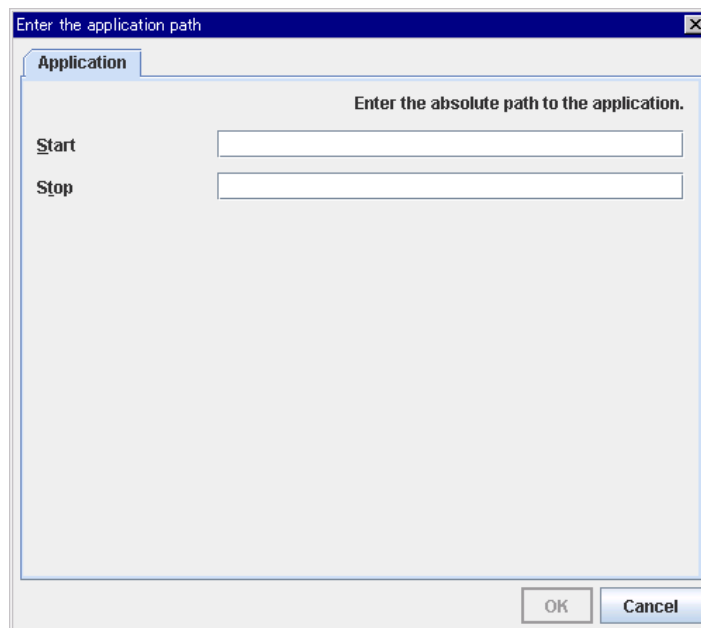 Enter the application path
Application
Enter the absolute path to the application.
Start
Stop
OK
Cancel